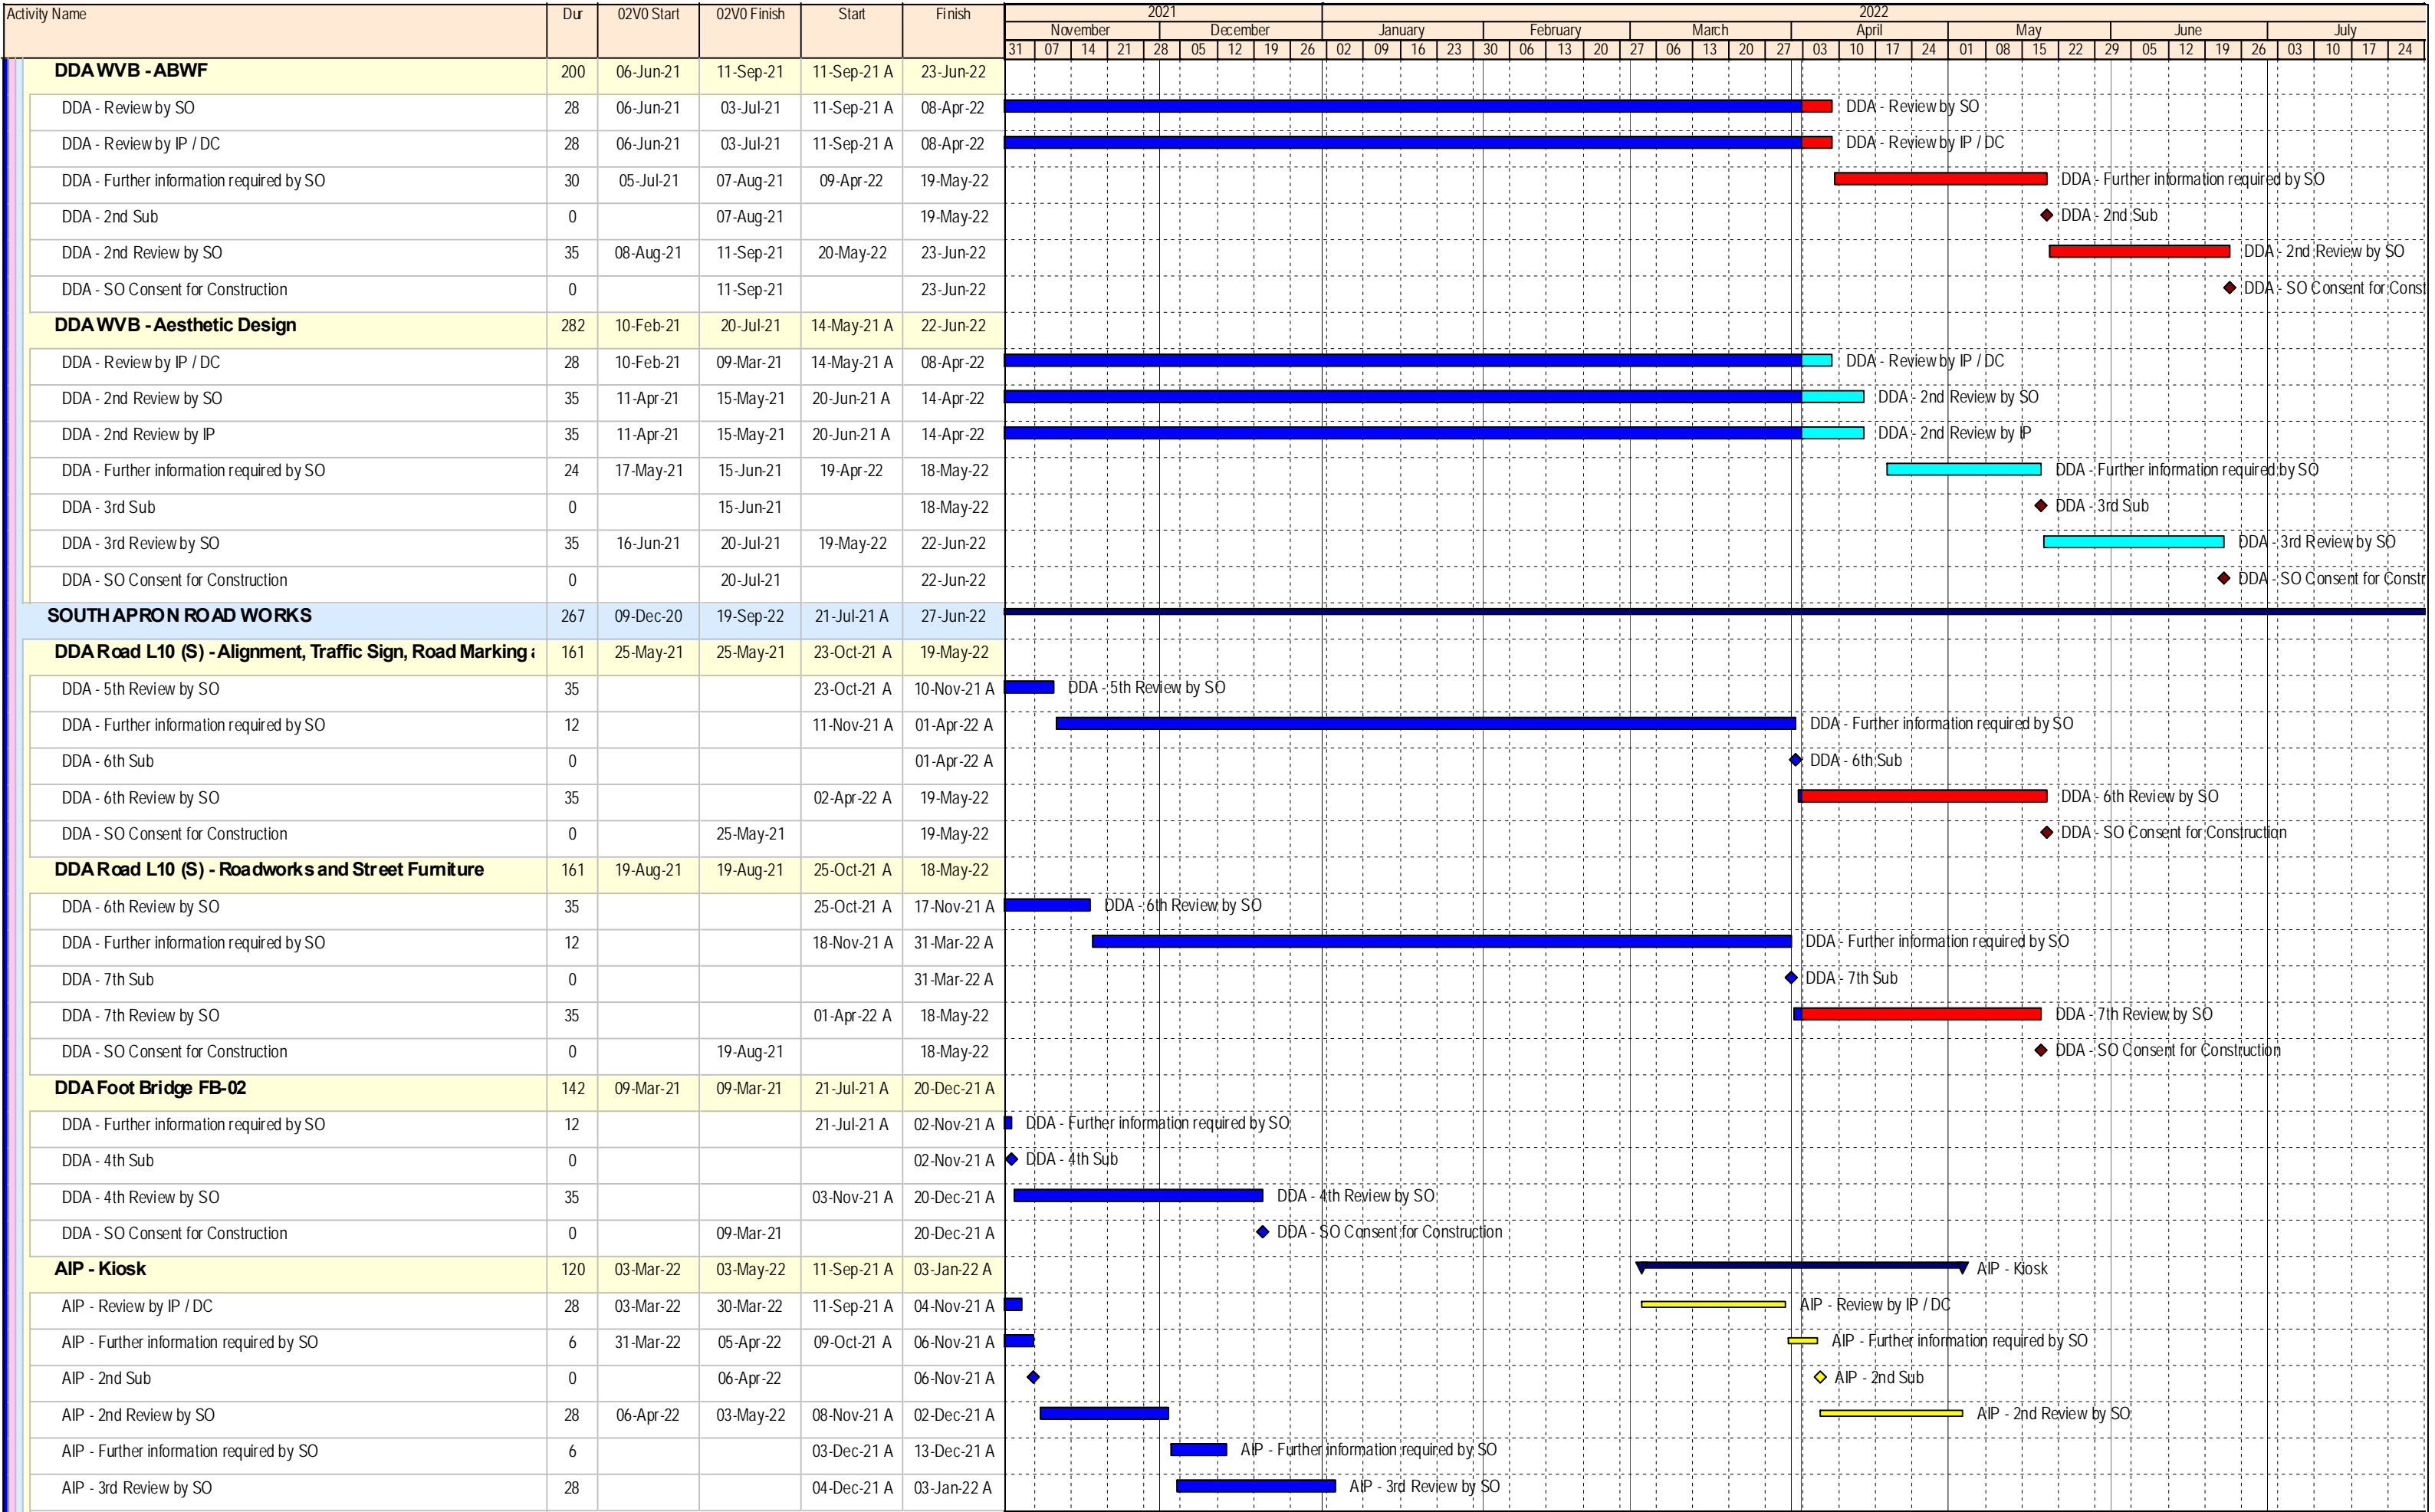 Activity Name Dur 02V0 Start 02V0 Finish Start Finish 2021 2022
November December January February March April May June July
31 07 14 21 28 05 12 19 26 02 09 16 23 30 06 13 20 27 06 13 20 27 03 10 17 24 01 08 15 22 29 05 12 19 26 03 10 17 24
DDA WVB - ABWF 200 06-Jun-21 11-Sep-21 11-Sep-21 A 23-Jun-22
DDA - Review by SO 28 06-Jun-21 03-Jul-21 11-Sep-21 A 08-Apr-22 DDA - Review by SO
DDA - Review by IP / DC 28 06-Jun-21 03-Jul-21 11-Sep-21 A 08-Apr-22 DDA - Review by IP / DC
DDA - Further information required by SO 30 05-Jul-21 07-Aug-21 09-Apr-22 19-May-22 DDA - Further information required by SO
DDA - 2nd Sub 0 07-Aug-21 19-May-22 DDA - 2nd Sub
DDA - 2nd Review by SO 35 08-Aug-21 11-Sep-21 20-May-22 23-Jun-22 DDA - 2nd Review by SO
DDA - SO Consent for Construction 0 11-Sep-21 23-Jun-22 DDA - SO Consent for Const
DDA WVB - Aesthetic Design 282 10-Feb-21 20-Jul-21 14-May-21 A 22-Jun-22
DDA - Review by IP / DC 28 10-Feb-21 09-Mar-21 14-May-21 A 08-Apr-22 DDA - Review by IP / DC
DDA - 2nd Review by SO 35 11-Apr-21 15-May-21 20-Jun-21 A 14-Apr-22 DDA - 2nd Review by SO
DDA - 2nd Review by IP 35 11-Apr-21 15-May-21 20-Jun-21 A 14-Apr-22 DDA - 2nd Review by IP
DDA - Further information required by SO 24 17-May-21 15-Jun-21 19-Apr-22 18-May-22 DDA - Further information required by SO
DDA - 3rd Sub 0 15-Jun-21 18-May-22 DDA - 3rd Sub
DDA - 3rd Review by SO 35 16-Jun-21 20-Jul-21 19-May-22 22-Jun-22 DDA - 3rd Review by SO
DDA - SO Consent for Construction 0 20-Jul-21 22-Jun-22 DDA - SO Consent for Constr
SOUTH APRON ROAD WORKS 267 09-Dec-20 19-Sep-22 21-Jul-21 A 27-Jun-22
DDA Road L10 (S) - Alignment, Traffic Sign, Road Marking a 161 25-May-21 25-May-21 23-Oct-21 A 19-May-22
DDA - 5th Review by SO 35 23-Oct-21 A 10-Nov-21 A DDA - 5th Review by SO
DDA - Further information required by SO 12 11-Nov-21 A 01-Apr-22 A DDA - Further information required by SO
DDA - 6th Sub 0 01-Apr-22 A DDA - 6th Sub
DDA - 6th Review by SO 35 02-Apr-22 A 19-May-22 DDA - 6th Review by SO
DDA - SO Consent for Construction 0 25-May-21 19-May-22 DDA - SO Consent for Construction
DDA Road L10 (S) - Roadworks and Street Furniture 161 19-Aug-21 19-Aug-21 25-Oct-21 A 18-May-22
DDA - 6th Review by SO 35 25-Oct-21 A 17-Nov-21 A DDA - 6th Review by SO
DDA - Further information required by SO 12 18-Nov-21 A 31-Mar-22 A DDA - Further information required by SO
DDA - 7th Sub 0 31-Mar-22 A DDA - 7th Sub
DDA - 7th Review by SO 35 01-Apr-22 A 18-May-22 DDA - 7th Review by SO
DDA - SO Consent for Construction 0 19-Aug-21 18-May-22 DDA - SO Consent for Construction
DDA Foot Bridge FB-02 142 09-Mar-21 09-Mar-21 21-Jul-21 A 20-Dec-21 A
DDA - Further information required by SO 12 21-Jul-21 A 02-Nov-21 A DDA - Further information required by SO
DDA - 4th Sub 0 02-Nov-21 A DDA - 4th Sub
DDA - 4th Review by SO 35 03-Nov-21 A 20-Dec-21 A DDA - 4th Review by SO
DDA - SO Consent for Construction 0 09-Mar-21 20-Dec-21 A DDA - SO Consent for Construction
AIP - Kiosk 120 03-Mar-22 03-May-22 11-Sep-21 A 03-Jan-22 A AIP - Kiosk
AIP - Review by IP / DC 28 03-Mar-22 30-Mar-22 11-Sep-21 A 04-Nov-21 A AIP - Review by IP / DC
AIP - Further information required by SO 6 31-Mar-22 05-Apr-22 09-Oct-21 A 06-Nov-21 A AIP - Further information required by SO
AIP - 2nd Sub 0 06-Apr-22 06-Nov-21 A AIP - 2nd Sub
AIP - 2nd Review by SO 28 06-Apr-22 03-May-22 08-Nov-21 A 02-Dec-21 A AIP - 2nd Review by SO
AIP - Further information required by SO 6 03-Dec-21 A 13-Dec-21 A AIP - Further information required by SO
AIP - 3rd Review by SO 28 04-Dec-21 A 03-Jan-22 A AIP - 3rd Review by SO